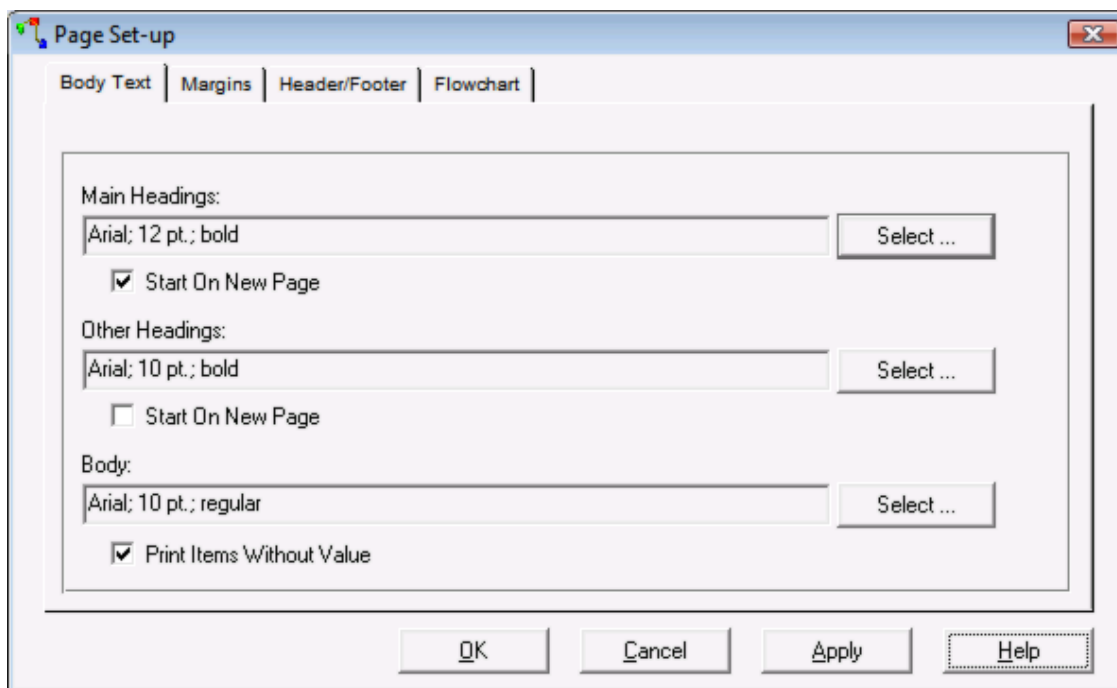 Page Set-up
Body Text Margins Header/Footer Flowchart
Main Headings:
Arial; 12 pt.; bold Select ...
Start On New Page
Other Headings:
Arial; 10 pt.; bold Select ...
Start On New Page
Body:
Arial; 10 pt.; regular Select ...
Print Items Without Value
OK Cancel Apply Help